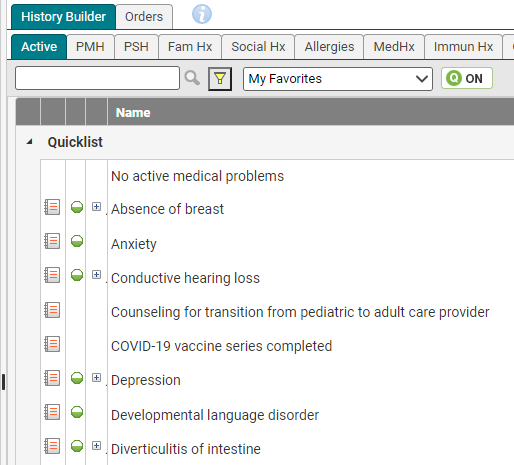 History Builder Orders i
Active PMH PSH Fam Hx Social Hx Allergies MedHx Immun Hx
My Favorites Q ON
Name
Quicklist
No active medical problems
Absence of breast
Anxiety
Conductive hearing loss
Counseling for transition from pediatric to adult care provider
COVID-19 vaccine series completed
Depression
Developmental language disorder
Diverticulitis of intestine